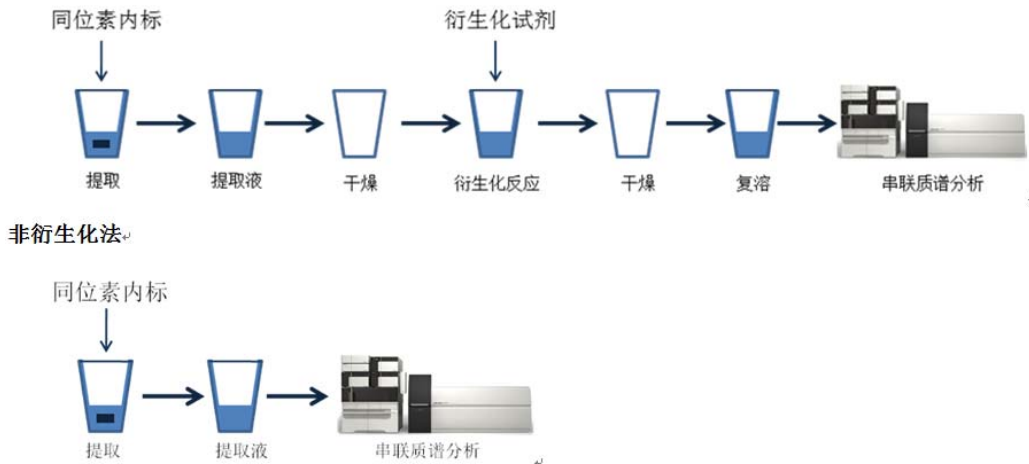 同位素内标 衍生化试剂
提取 提取液 干燥 衍生化反应 干燥 复溶 串联质谱分析
非衍生化法
同位素内标
提取 提取液 串联质谱分析